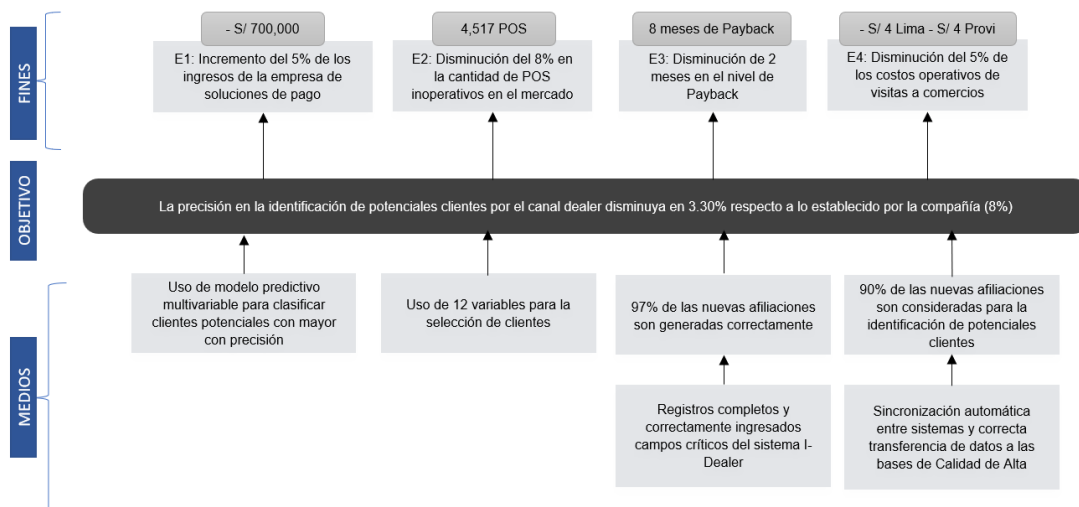 FINES
- S/ 700,000
E1: Incremento del 5% de los
ingresos de la empresa de
soluciones de pago
4,517 POS
E2: Disminución del 8% en
la cantidad de POS
inoperativos en el mercado
8 meses de Payback
E3: Disminución de 2
meses en el nivel de
Payback
- S/ 4 Lima - S/ 4 Provi
E4: Disminución del 5% de
los costos operativos de
visitas a comercios
OBJETIVO
La precisión en la identificación de potenciales clientes por el canal dealer disminuya en 3.30% respecto a lo establecido por la compañía (8%)
MEDIOS
Uso de modelo predictivo
multivariable para clasificar
clientes potenciales con mayor
con precisión
Uso de 12 variables para la
selección de clientes
97% de las nuevas afiliaciones
son generadas correctamente
90% de las nuevas afiliaciones
son consideradas para la
identificación de potenciales
clientes
Registros completos y
correctamente ingresados
campos críticos del sistema I-
Dealer
Sincronización automática
entre sistemas y correcta
transferencia de datos a las
bases de Calidad de Alta